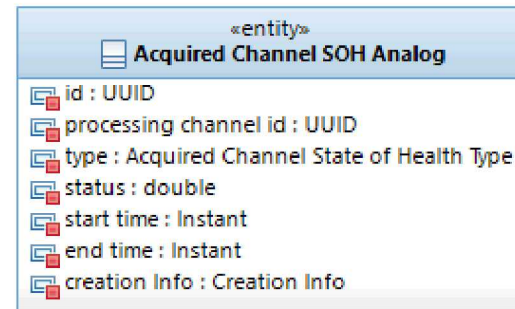 «entity»
Acquired Channel SOH Analog
id : UUID
processing channel id : UUID
type : Acquired Channel State of Health Type
status : double
start time : Instant
end time : Instant
creation Info : Creation Info